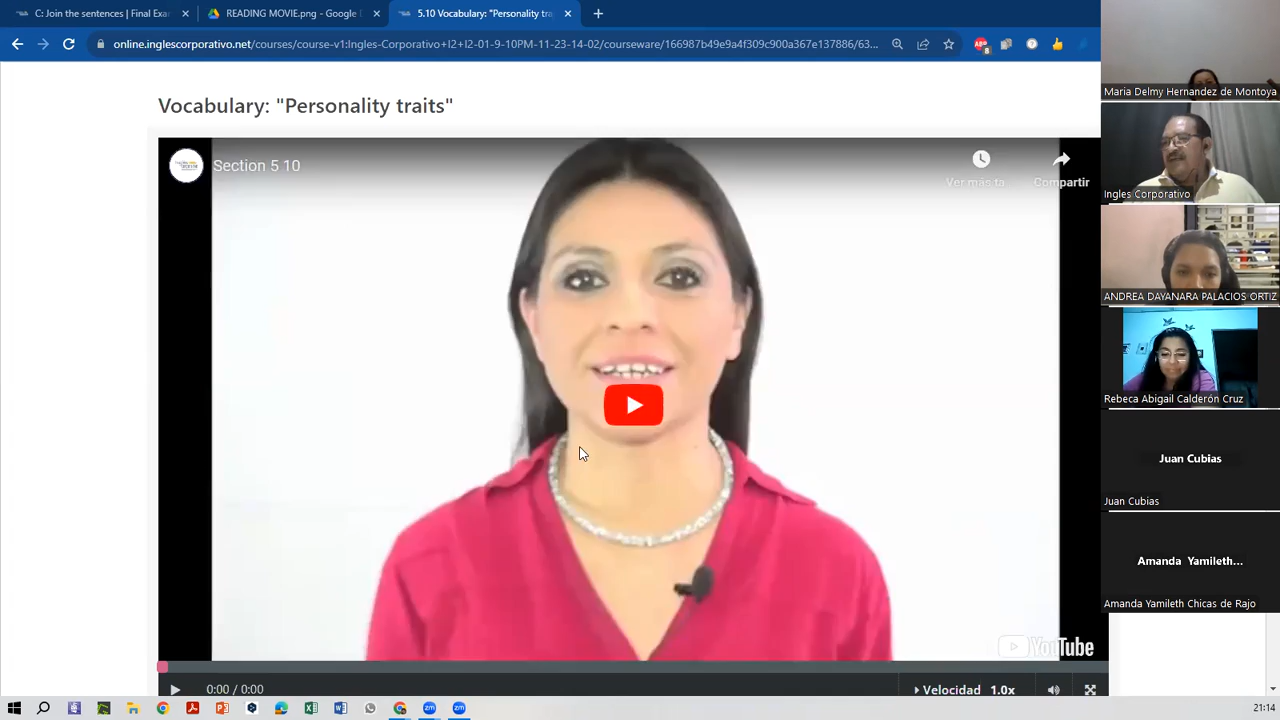 C: Join the sentences | Final Exa
READING MOVIE.png - Google
5.10 Vocabulary: "Personality tra
online.inglescorporativo.net/courses/course-v1:Ingles-Corporativo+I2+I2-01-9-10PM-11-23-14-02/courseware/166987b49e9a4f309c900a367e137886/63...
Vocabulary: "Personality traits"
Section 5 10
Ver más ta
Compartir
YouTube
0:00 / 0:00
Velocidad 1.0x
Maria Delmy Hernandez de Montoya
Ingles Corporativo
ANDREA DAYANARA PALACIOS ORTIZ
Rebeca Abigail Calderón Cruz
Juan Cubias
Juan Cubias
Amanda Yamileth...
Amanda Yamileth Chicas de Rajo
21:14